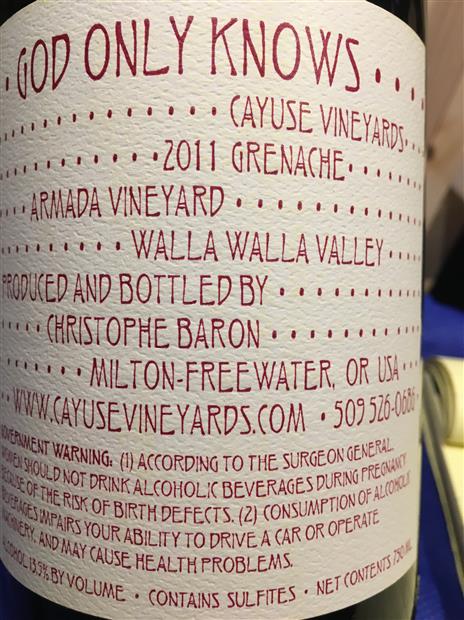 GOD ONLY KNOWS
CAYUSE VINEYARDS
2011 GRENACHE
ARMADA VINEYARD
WALLA WALLA VALLEY
PRODUCED AND BOTTLED BY
CHRISTOPHE BARON
MILTON-FREEWATER, OR USA
WWW.CAYUSEVINEYARDS.COM • 509 526-0686
GOVERNMENT WARNING: (1) ACCORDING TO THE SURGEON GENERAL,
WOMEN SHOULD NOT DRINK ALCOHOLIC BEVERAGES DURING PREGNANCY
BECAUSE OF THE RISK OF BIRTH DEFECTS. (2) CONSUMPTION OF ALCOHOLIC
BEVERAGES IMPAIRS YOUR ABILITY TO DRIVE A CAR OR OPERATE
MACHINERY, AND MAY CAUSE HEALTH PROBLEMS.
ALCOHOL 13.5% BY VOLUME • CONTAINS SULFITES • NET CONTENTS 750 ML